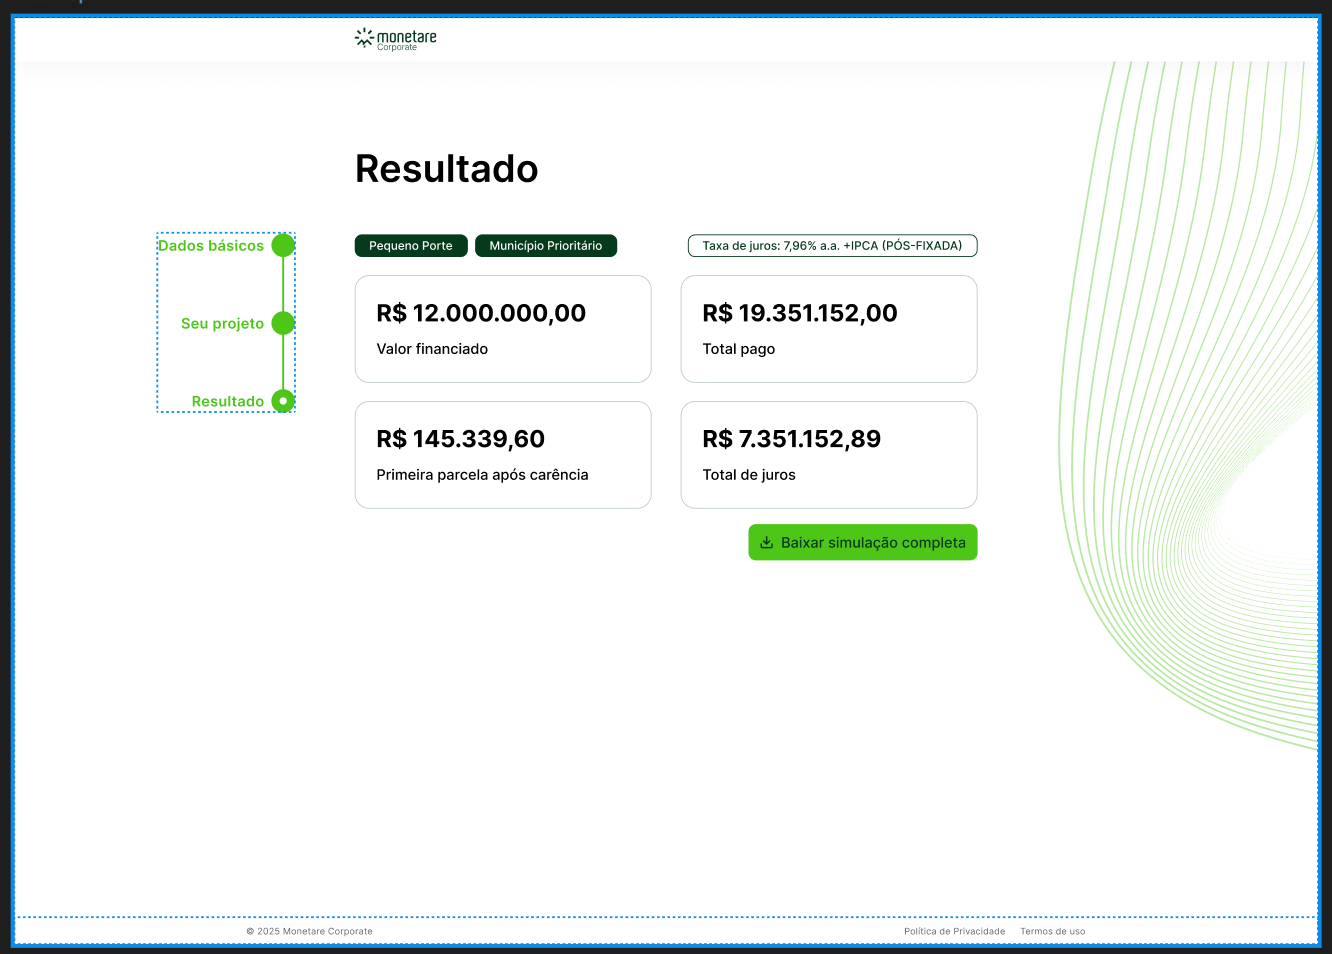 monetare
Corporate
Resultado
Dados básicos
Seu projeto
Resultado
Pequeno Porte
Município Prioritário
Taxa de juros: 7,96% a.a. +IPCA (PÓS-FIXADA)
R$ 12.000.000,00
Valor financiado
R$ 19.351.152,00
Total pago
R$ 145.339,60
Primeira parcela após carência
R$ 7.351.152,89
Total de juros
Baixar simulação completa
© 2025 Monetare Corporate
Política de Privacidade
Termos de uso